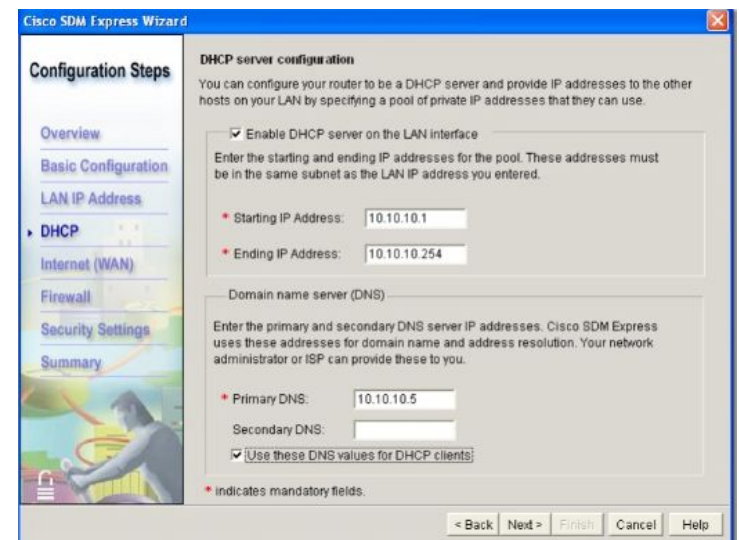 Cisco SDM Express Wizard
Configuration Steps
Overview
Basic Configuration
LAN IP Address
DHCP
Internet (WAN)
Firewall
Security Settings
Summary
DHCP server configuration
You can configure your router to be a DHCP server and provide IP addresses to the other
hosts on your LAN by specifying a pool of private IP addresses that they can use.
Enable DHCP server on the LAN interface
Enter the starting and ending IP addresses for the pool. These addresses must
be in the same subnet as the LAN IP address you entered.
* Starting IP Address: 10.10.10.1
* Ending IP Address: 10.10.10.254
Domain name server (DNS)
Enter the primary and secondary DNS server IP addresses. Cisco SDM Express
uses these addresses for domain name and address resolution. Your network
administrator or ISP can provide these to you.
* Primary DNS: 10.10.10.5
Secondary DNS:
Use these DNS values for DHCP clients
* indicates mandatory fields.
< Back Next > Finish Cancel Help